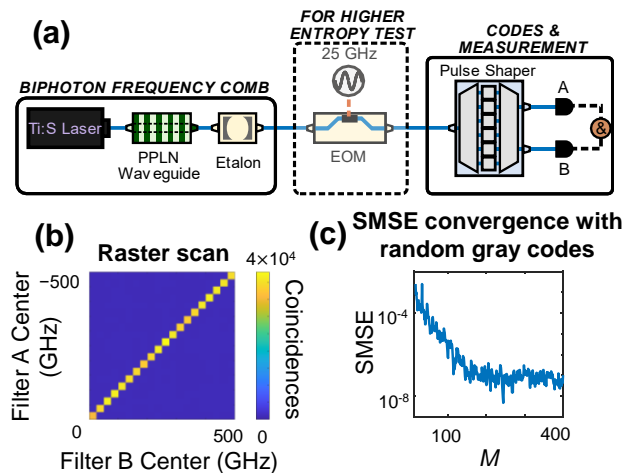 (a)
FOR HIGHER
ENTROPY TEST
25 GHz
EOM
CODES &
MEASUREMENT
Pulse Shaper
A
B
&
BIPHOTON FREQUENCY COMB
Ti:S Laser
PPLN
Waveguide
Etalon
(b)
Raster scan
−500
0
Filter A Center
(GHz)
0
500
Filter B Center (GHz)
4×10⁴
0
Coincidences
(c)
SMSE convergence with
random gray codes
SMSE
10⁻⁴
10⁻⁸
100
400
M